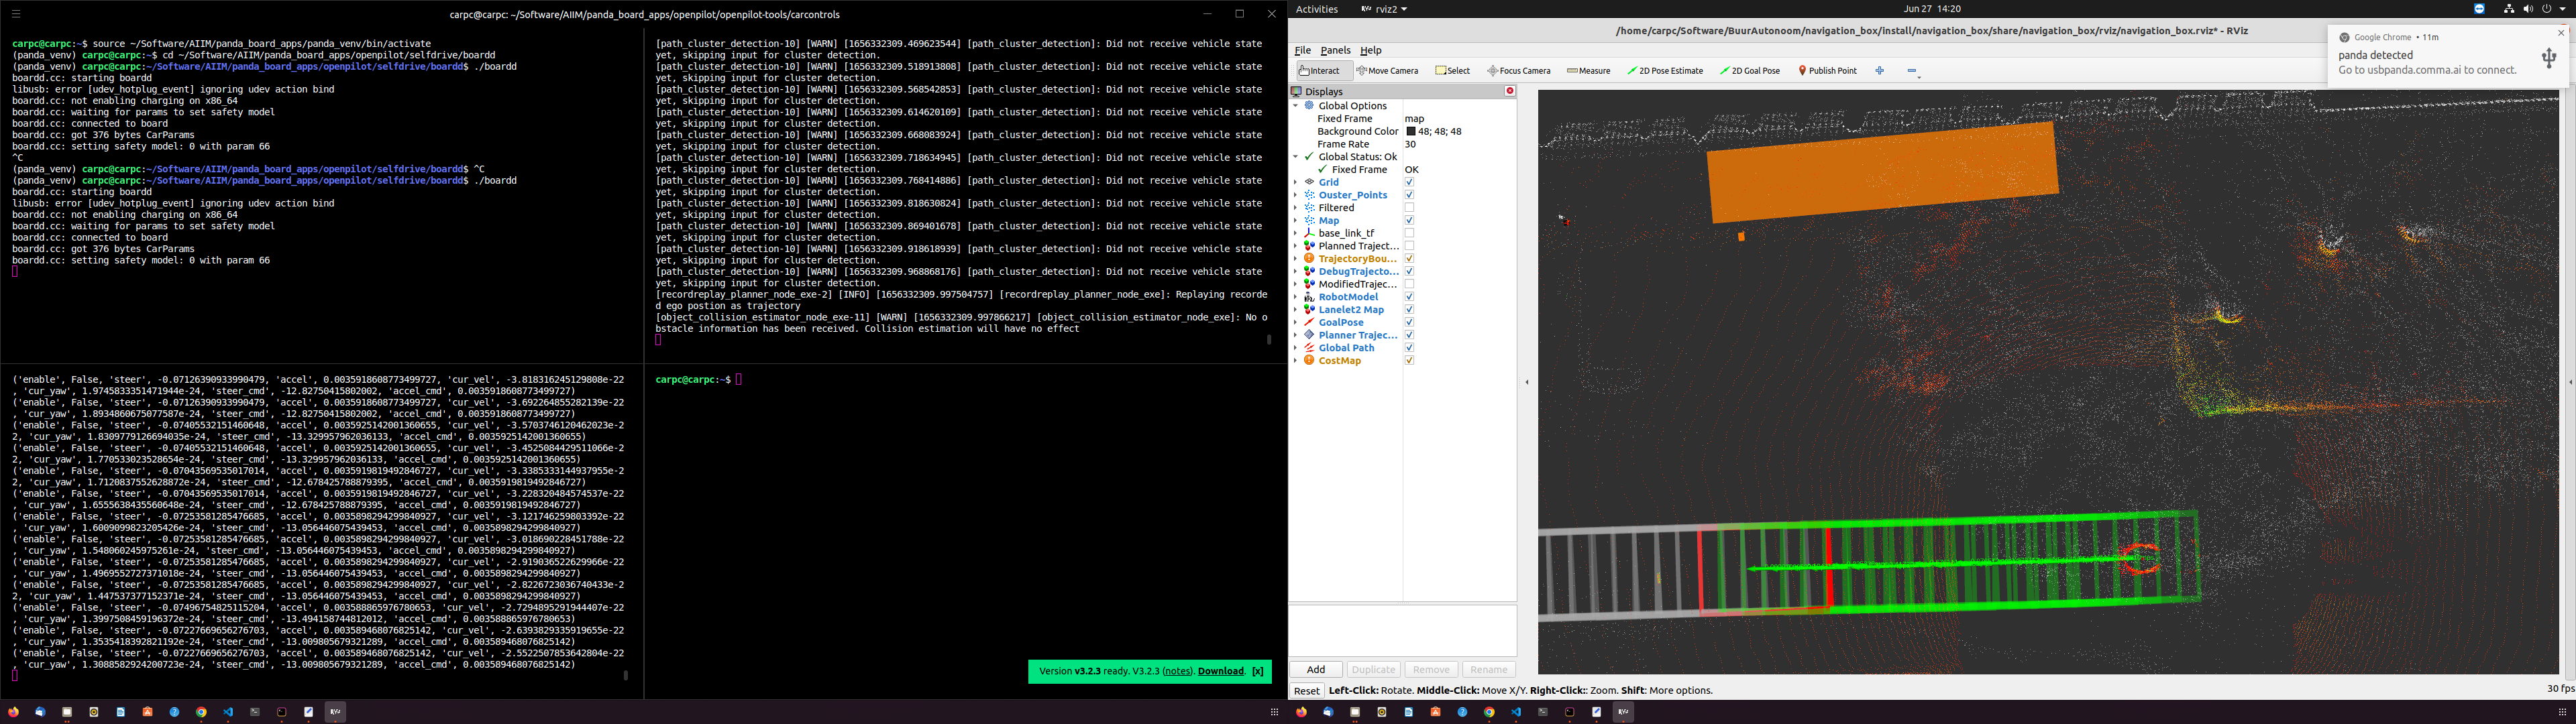 carpc@carpc: ~/Software/AIIM/panda_board_apps/openpilot/openpilot-tools/carcontrols
carpc@carpc:~$ source ~/Software/AIIM/panda_board_apps/panda_venv/bin/activate
(panda_venv) carpc@carpc:~$ cd ~/Software/AIIM/panda_board_apps/openpilot/selfdrive/boardd
(panda_venv) carpc@carpc:~/Software/AIIM/panda_board_apps/openpilot/selfdrive/boardd$ ./boardd
boardd.cc: starting boardd
libusb: error [udev_hotplug_event] ignoring udev action bind
boardd.cc: not enabling charging on x86_64
boardd.cc: waiting for params to set safety model
boardd.cc: connected to board
boardd.cc: got 376 bytes CarParams
boardd.cc: setting safety model: 0 with param 66
^C
(panda_venv) carpc@carpc:~/Software/AIIM/panda_board_apps/openpilot/selfdrive/boardd$ ^C
(panda_venv) carpc@carpc:~/Software/AIIM/panda_board_apps/openpilot/selfdrive/boardd$ ./boardd
boardd.cc: starting boardd
libusb: error [udev_hotplug_event] ignoring udev action bind
boardd.cc: not enabling charging on x86_64
boardd.cc: waiting for params to set safety model
boardd.cc: connected to board
boardd.cc: got 376 bytes CarParams
boardd.cc: setting safety model: 0 with param 66
[path_cluster_detection-10] [WARN] [1656332309.469623544] [path_cluster_detection]: Did not receive vehicle state
yet, skipping input for cluster detection.
[path_cluster_detection-10] [WARN] [1656332309.518913808] [path_cluster_detection]: Did not receive vehicle state
yet, skipping input for cluster detection.
[path_cluster_detection-10] [WARN] [1656332309.568542853] [path_cluster_detection]: Did not receive vehicle state
yet, skipping input for cluster detection.
[path_cluster_detection-10] [WARN] [1656332309.614620109] [path_cluster_detection]: Did not receive vehicle state
yet, skipping input for cluster detection.
[path_cluster_detection-10] [WARN] [1656332309.668083924] [path_cluster_detection]: Did not receive vehicle state
yet, skipping input for cluster detection.
[path_cluster_detection-10] [WARN] [1656332309.718634945] [path_cluster_detection]: Did not receive vehicle state
yet, skipping input for cluster detection.
[path_cluster_detection-10] [WARN] [1656332309.768414886] [path_cluster_detection]: Did not receive vehicle state
yet, skipping input for cluster detection.
[path_cluster_detection-10] [WARN] [1656332309.818630824] [path_cluster_detection]: Did not receive vehicle state
yet, skipping input for cluster detection.
[path_cluster_detection-10] [WARN] [1656332309.869401678] [path_cluster_detection]: Did not receive vehicle state
yet, skipping input for cluster detection.
[path_cluster_detection-10] [WARN] [1656332309.918618939] [path_cluster_detection]: Did not receive vehicle state
yet, skipping input for cluster detection.
[path_cluster_detection-10] [WARN] [1656332309.968868176] [path_cluster_detection]: Did not receive vehicle state
yet, skipping input for cluster detection.
[recordreplay_planner_node_exe-2] [INFO] [1656332309.997504757] [recordreplay_planner_node_exe]: Replaying recorde
d ego postion as trajectory
[object_collision_estimator_node_exe-11] [WARN] [1656332309.997866217] [object_collision_estimator_node_exe]: No o
bstacle information has been received. Collision estimation will have no effect
('enable', False, 'steer', -0.07126390933990479, 'accel', 0.0035918608773499727, 'cur_vel', -3.818316245129808e-22
, 'cur_yaw', 1.9745833351471944e-24, 'steer_cmd', -12.82750415802002, 'accel_cmd', 0.0035918608773499727)
('enable', False, 'steer', -0.07126390933990479, 'accel', 0.0035918608773499727, 'cur_vel', -3.692264855282139e-22
, 'cur_yaw', 1.8934860675077587e-24, 'steer_cmd', -12.82750415802002, 'accel_cmd', 0.0035918608773499727)
('enable', False, 'steer', -0.07405532151460648, 'accel', 0.0035925142001360655, 'cur_vel', -3.5703746120462023e-2
2, 'cur_yaw', 1.8309779126694035e-24, 'steer_cmd', -13.329957962036133, 'accel_cmd', 0.0035925142001360655)
('enable', False, 'steer', -0.07405532151460648, 'accel', 0.0035925142001360655, 'cur_vel', -3.4525084429511066e-2
2, 'cur_yaw', 1.770533023528654e-24, 'steer_cmd', -13.329957962036133, 'accel_cmd', 0.0035925142001360655)
('enable', False, 'steer', -0.07043569535017014, 'accel', 0.0035919819492846727, 'cur_vel', -3.3385333144937955e-2
2, 'cur_yaw', 1.7120837552628872e-24, 'steer_cmd', -12.678425788879395, 'accel_cmd', 0.0035919819492846727)
('enable', False, 'steer', -0.07043569535017014, 'accel', 0.0035919819492846727, 'cur_vel', -3.228320484574537e-22
, 'cur_yaw', 1.6555638435560648e-24, 'steer_cmd', -12.678425788879395, 'accel_cmd', 0.0035919819492846727)
('enable', False, 'steer', -0.07253581285476685, 'accel', 0.0035898294299840927, 'cur_vel', -3.121746259803392e-22
, 'cur_yaw', 1.6009099823205426e-24, 'steer_cmd', -13.056446075439453, 'accel_cmd', 0.0035898294299840927)
('enable', False, 'steer', -0.07253581285476685, 'accel', 0.0035898294299840927, 'cur_vel', -3.018690228451788e-22
, 'cur_yaw', 1.548060245975261e-24, 'steer_cmd', -13.056446075439453, 'accel_cmd', 0.0035898294299840927)
('enable', False, 'steer', -0.07253581285476685, 'accel', 0.0035898294299840927, 'cur_vel', -2.919036522629966e-22
, 'cur_yaw', 1.4969552727371018e-24, 'steer_cmd', -13.056446075439453, 'accel_cmd', 0.0035898294299840927)
('enable', False, 'steer', -0.07253581285476685, 'accel', 0.0035898294299840927, 'cur_vel', -2.8226723036740433e-2
2, 'cur_yaw', 1.447537377152371e-24, 'steer_cmd', -13.056446075439453, 'accel_cmd', 0.0035898294299840927)
('enable', False, 'steer', -0.07496754825115204, 'accel', 0.003588865976780653, 'cur_vel', -2.7294895291944407e-22
, 'cur_yaw', 1.3997508459196372e-24, 'steer_cmd', -13.494158744812012, 'accel_cmd', 0.003588865976780653)
('enable', False, 'steer', -0.07227669656276703, 'accel', 0.003589468076825142, 'cur_vel', -2.6393829335919655e-22
, 'cur_yaw', 1.3535418392821192e-24, 'steer_cmd', -13.009805679321289, 'accel_cmd', 0.003589468076825142)
('enable', False, 'steer', -0.07227669656276703, 'accel', 0.003589468076825142, 'cur_vel', -2.5522507853642804e-22
, 'cur_yaw', 1.3088582924200723e-24, 'steer_cmd', -13.009805679321289, 'accel_cmd', 0.003589468076825142)
carpc@carpc:~$
Version v3.2.3 ready. V3.2.3 (notes). Download. [x]
Activities rviz2 Jun 27 14:20
/home/carpc/Software/BuurAutonoom/navigation_box/install/navigation_box/share/navigation_box/rviz/navigation_box.rviz* - RViz
Google Chrome • 11m
panda detected
Go to usbpanda.comma.ai to connect.
File Panels Help
Interact Move Camera Select Focus Camera Measure 2D Pose Estimate 2D Goal Pose Publish Point
Displays
Global Options
Fixed Frame map
Background Color 48; 48; 48
Frame Rate 30
Global Status: Ok
Fixed Frame OK
Grid
Ouster_Points
Filtered
Map
base_link_tf
Planned Traject...
TrajectoryBou...
DebugTrajecto...
ModifiedTrajec...
RobotModel
Lanelet2 Map
GoalPose
Planner Trajec...
Global Path
CostMap
Add Duplicate Remove Rename
Reset Left-Click: Rotate. Middle-Click: Move X/Y. Right-Click:: Zoom. Shift: More options. 30 fps